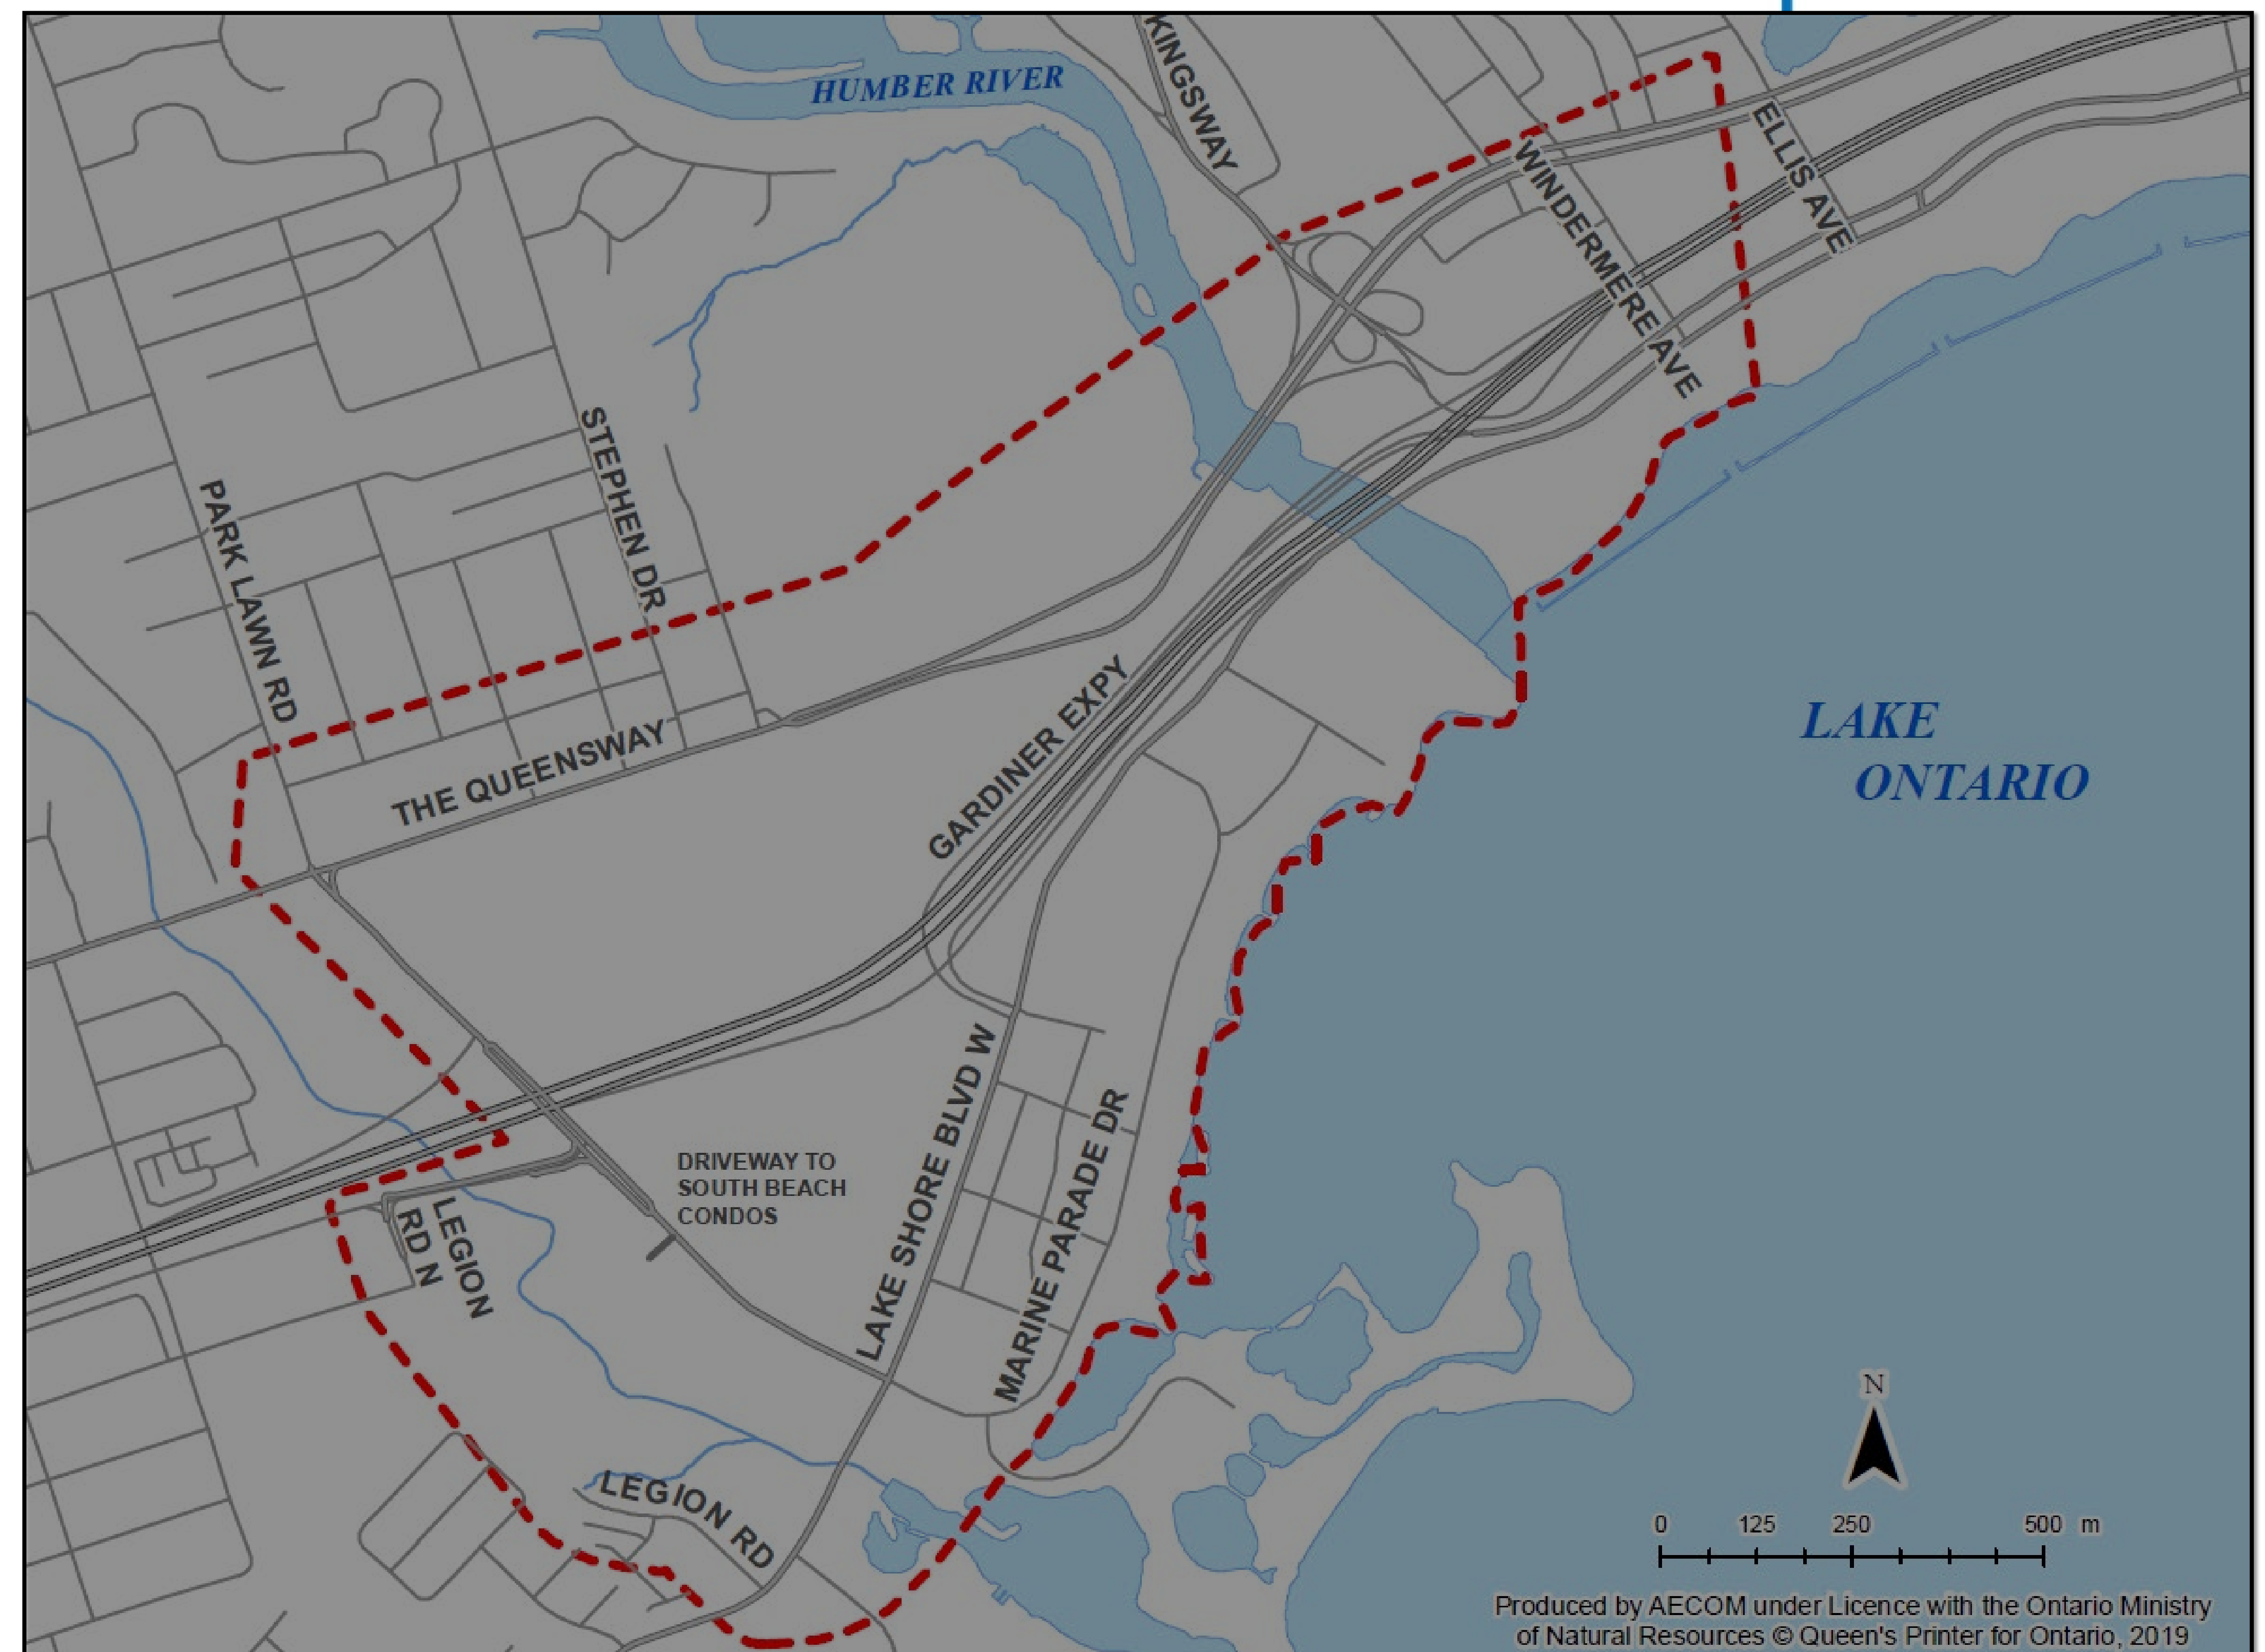 HUMBER RIVER
KINGSWAY
ELLIS AVE
WINDERMERE AVE
STEPHEN DR
PARK LAWN RD
THE QUEENSWAY
GARDINER EXPY
LAKE
ONTARIO
LAKE SHORE BLVD W
MARINE PARADE DR
DRIVEWAY TO
SOUTH BEACH
CONDOS
LEGION
RD N
LEGION RD
N
0 125 250 500 m
Produced by AECOM under Licence with the Ontario Ministry
of Natural Resources © Queen's Printer for Ontario, 2019